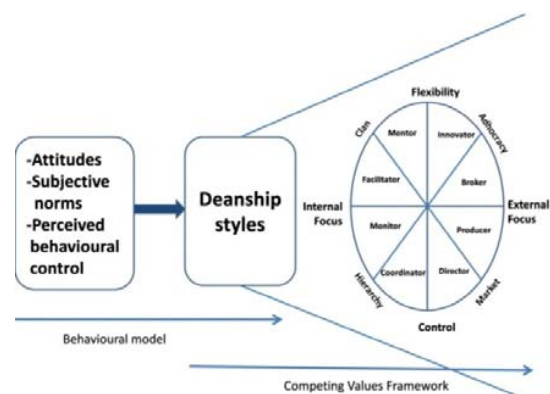 -Attitudes
-Subjective
norms
-Perceived
behavioural
control
Deanship
styles
Flexibility
Clan
Adhocracy
Mentor
Innovator
Facilitator
Broker
Internal
Focus
External
Focus
Monitor
Producer
Coordinator
Director
Hierarchy
Market
Control
Behavioural model
Competing Values Framework